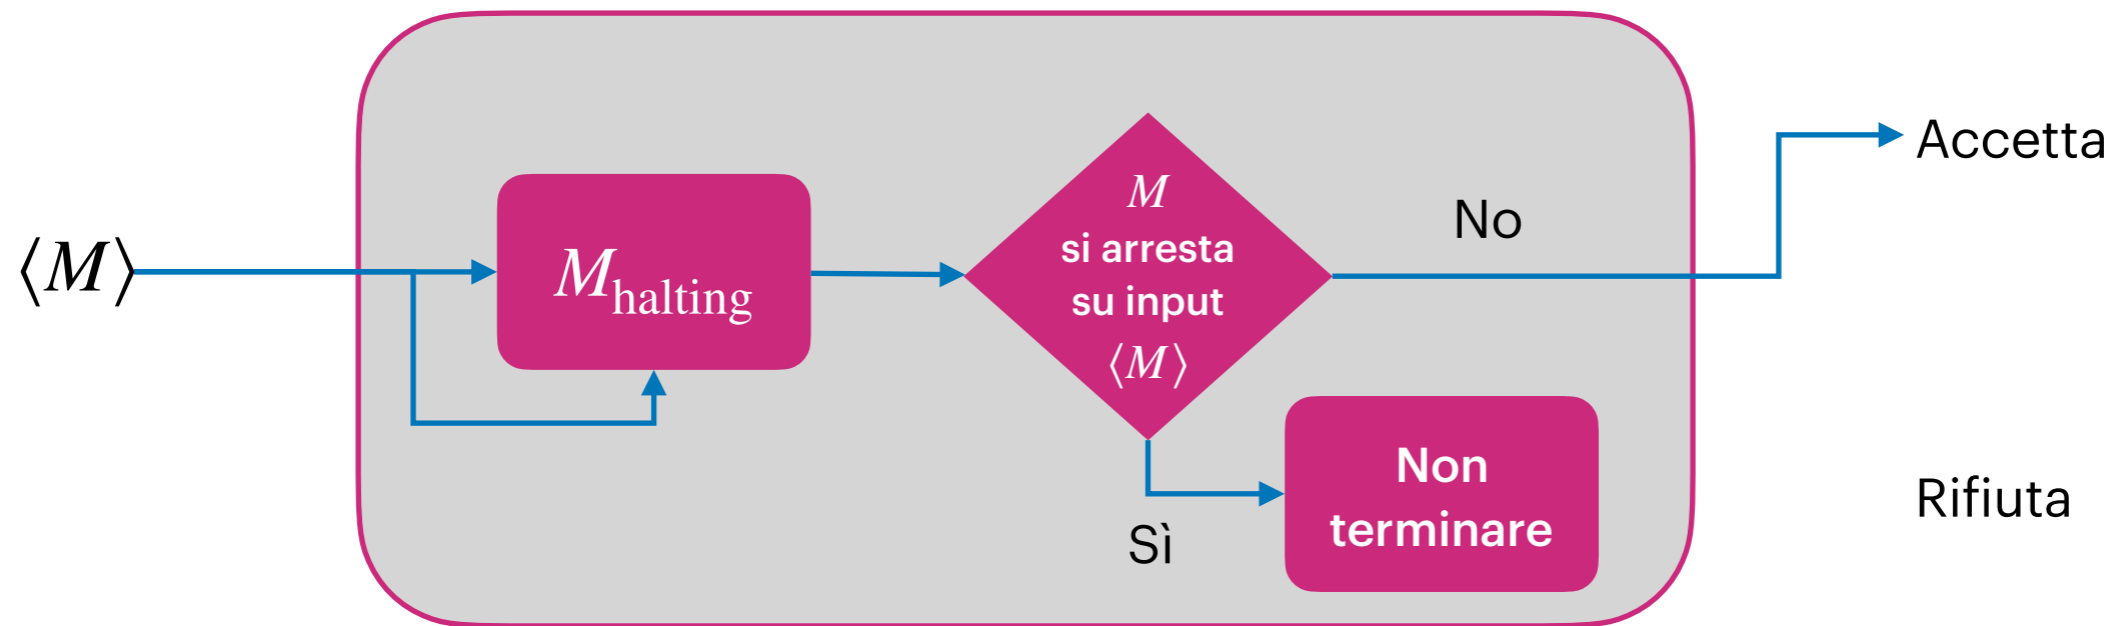 ⟨M⟩
M_halting
M
si arresta
su input
⟨M⟩
No
Accetta
Sì
Non
terminare
Rifiuta